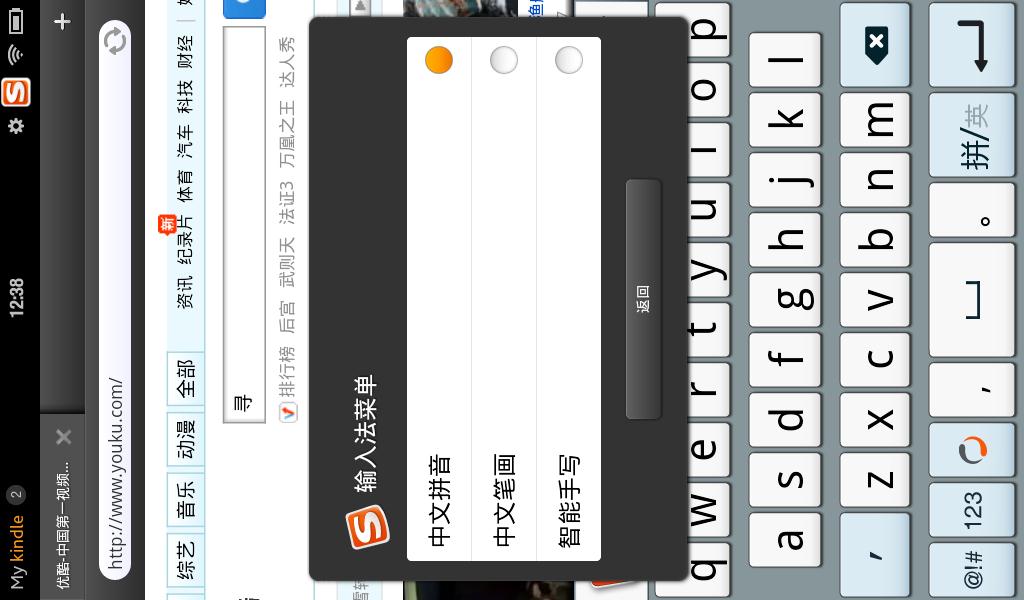 My kindle 2 12:38
优酷-中国第一视频...
http://www.youku.com/
新
综艺 音乐 动漫 全部 资讯 纪录片 体育 汽车 科技 财经
寻
排行榜 后宫 武则天 法证3 万凰之王 达人秀
输入法菜单
中文拼音
中文笔画
智能手写
返回
q w e r t y u i o p
a s d f g h j k l
, z x c v b n m
@!# 123 , 。 拼/英